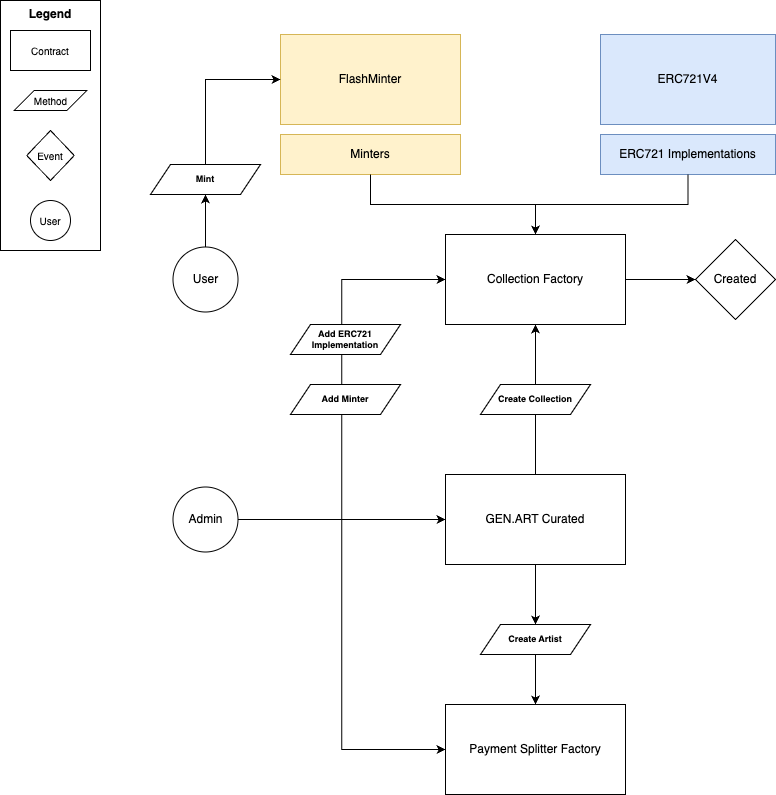 Legend
Contract
Method
Event
User
FlashMinter
ERC721V4
Minters
ERC721 Implementations
Mint
User
Collection Factory
Created
Add ERC721
Implementation
Add Minter
Create Collection
Admin
GEN.ART Curated
Create Artist
Payment Splitter Factory